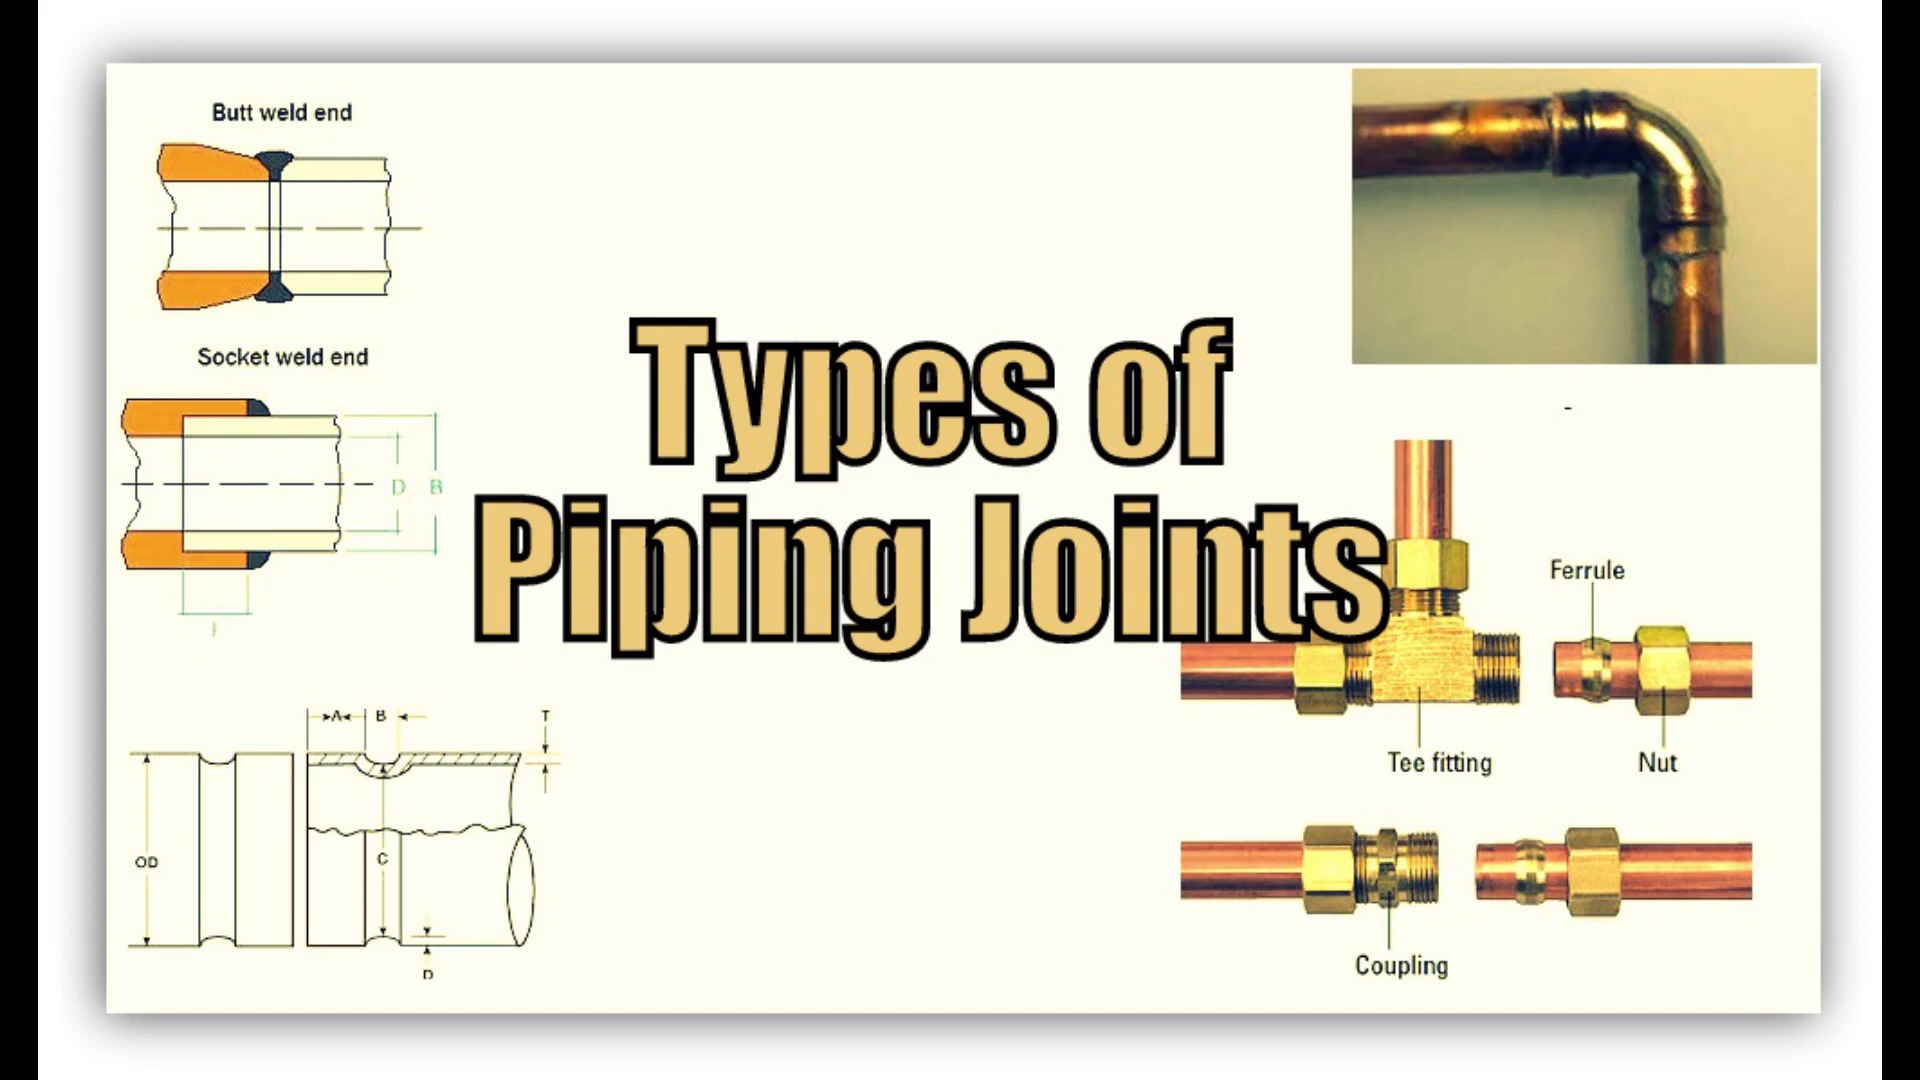 Butt weld end
Socket weld end
D B
Types of
Piping Joints
Ferrule
Tee fitting
Nut
A B T
OD
C
D
Coupling